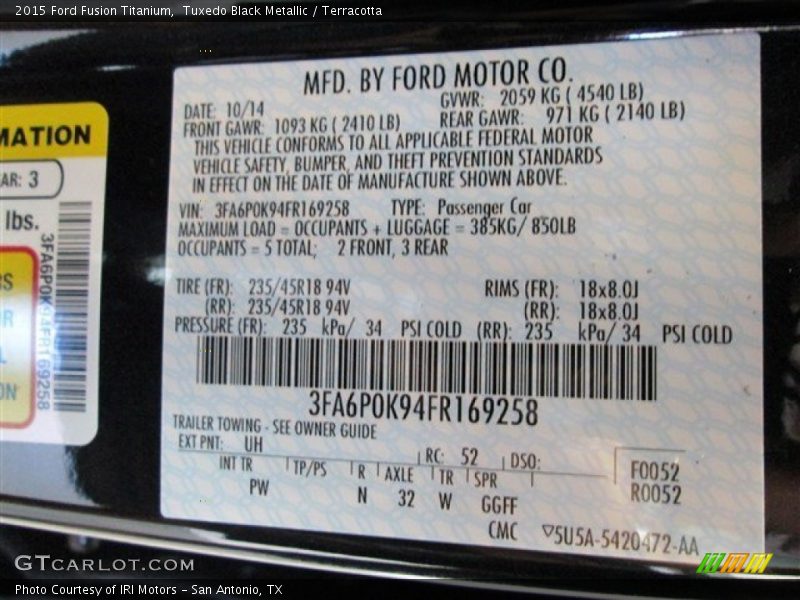 2015 Ford Fusion Titanium,  Tuxedo Black Metallic / Terracotta
MATION
AR: 3
lbs.
3FA6P0K94FR169258
MFD. BY FORD MOTOR CO.
DATE: 10/14
GVWR: 2059 KG ( 4540 LB)
FRONT GAWR: 1093 KG ( 2410 LB)
REAR GAWR: 971 KG ( 2140 LB)
THIS VEHICLE CONFORMS TO ALL APPLICABLE FEDERAL MOTOR
VEHICLE SAFETY, BUMPER, AND THEFT PREVENTION STANDARDS
IN EFFECT ON THE DATE OF MANUFACTURE SHOWN ABOVE.
VIN: 3FA6P0K94FR169258 TYPE: Passenger Car
MAXIMUM LOAD = OCCUPANTS + LUGGAGE = 385KG/ 850LB
OCCUPANTS = 5 TOTAL; 2 FRONT, 3 REAR
TIRE (FR): 235/45R18 94V RIMS (FR): 18x8.0J
(RR): 235/45R18 94V (RR): 18x8.0J
PRESSURE (FR): 235 kPa/ 34 PSI COLD (RR): 235 kPa/ 34 PSI COLD
3FA6P0K94FR169258
TRAILER TOWING - SEE OWNER GUIDE
EXT PNT: UH RC: 52 DSO: F0052
INT TR TP/PS R AXLE TR SPR R0052
PW N 32 W GGFF
CMC 5U5A-5420472-AA
GTCARLOT.COM
Photo Courtesy of IRI Motors – San Antonio, TX